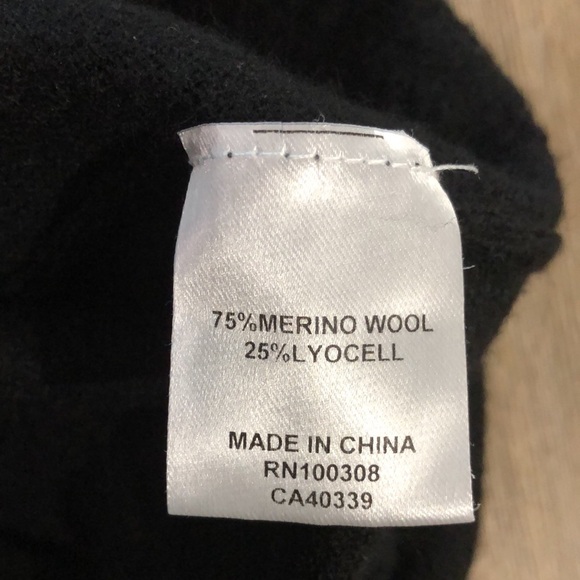 75%MERINO WOOL
25%LYOCELL
MADE IN CHINA
RN100308
CA40339